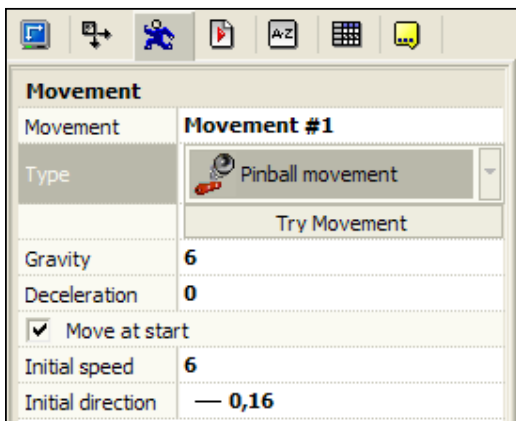 A-Z
Movement
Movement Movement #1
Type Pinball movement
Try Movement
Gravity 6
Deceleration 0
Move at start
Initial speed 6
Initial direction — 0,16